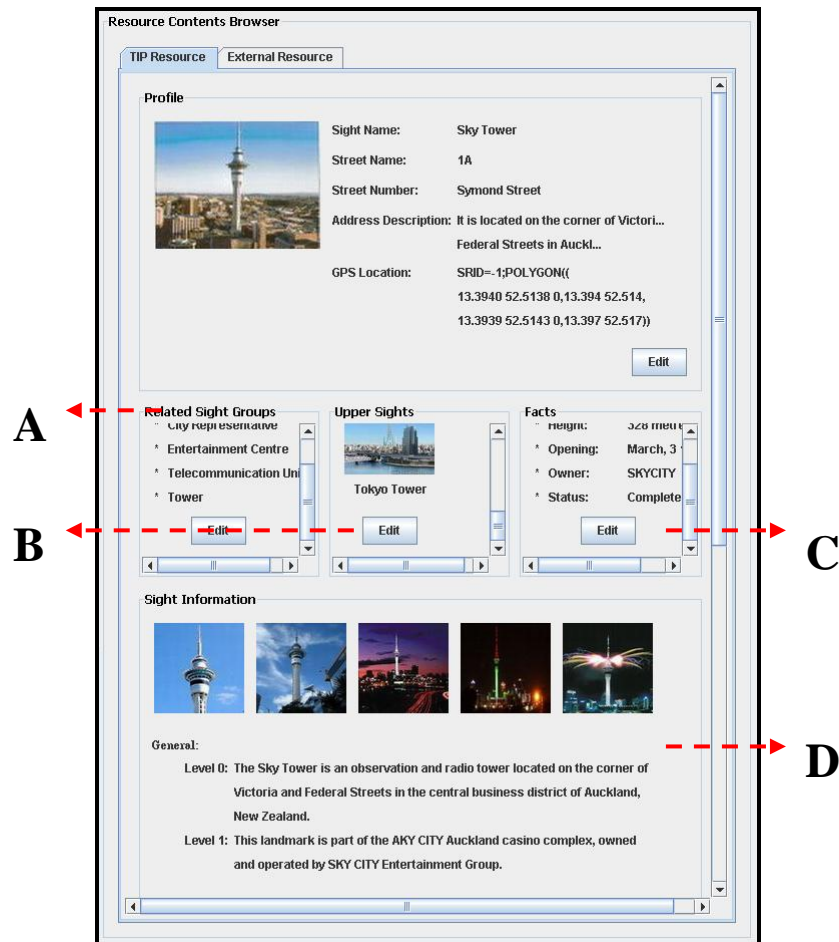 Resource Contents Browser
TIP Resource External Resource
Profile
Sight Name: Sky Tower
Street Name: 1A
Street Number: Symond Street
Address Description: It is located on the corner of Victori...
Federal Streets in Auckl...
GPS Location: SRID=-1;POLYGON((
13.3940 52.5138 0,13.394 52.514,
13.3939 52.5143 0,13.397 52.517))
Edit
A
Related Sight Groups
* City Representative
* Entertainment Centre
* Telecommunication Uni
* Tower
Edit
B
Upper Sights
Tokyo Tower
Edit
Facts
* Height: 328 metre
* Opening: March, 3
* Owner: SKYCITY
* Status: Complete
Edit
C
Sight Information
General:
Level 0: The Sky Tower is an observation and radio tower located on the corner of
Victoria and Federal Streets in the central business district of Auckland,
New Zealand.
Level 1: This landmark is part of the AKY CITY Auckland casino complex, owned
and operated by SKY CITY Entertainment Group.
D